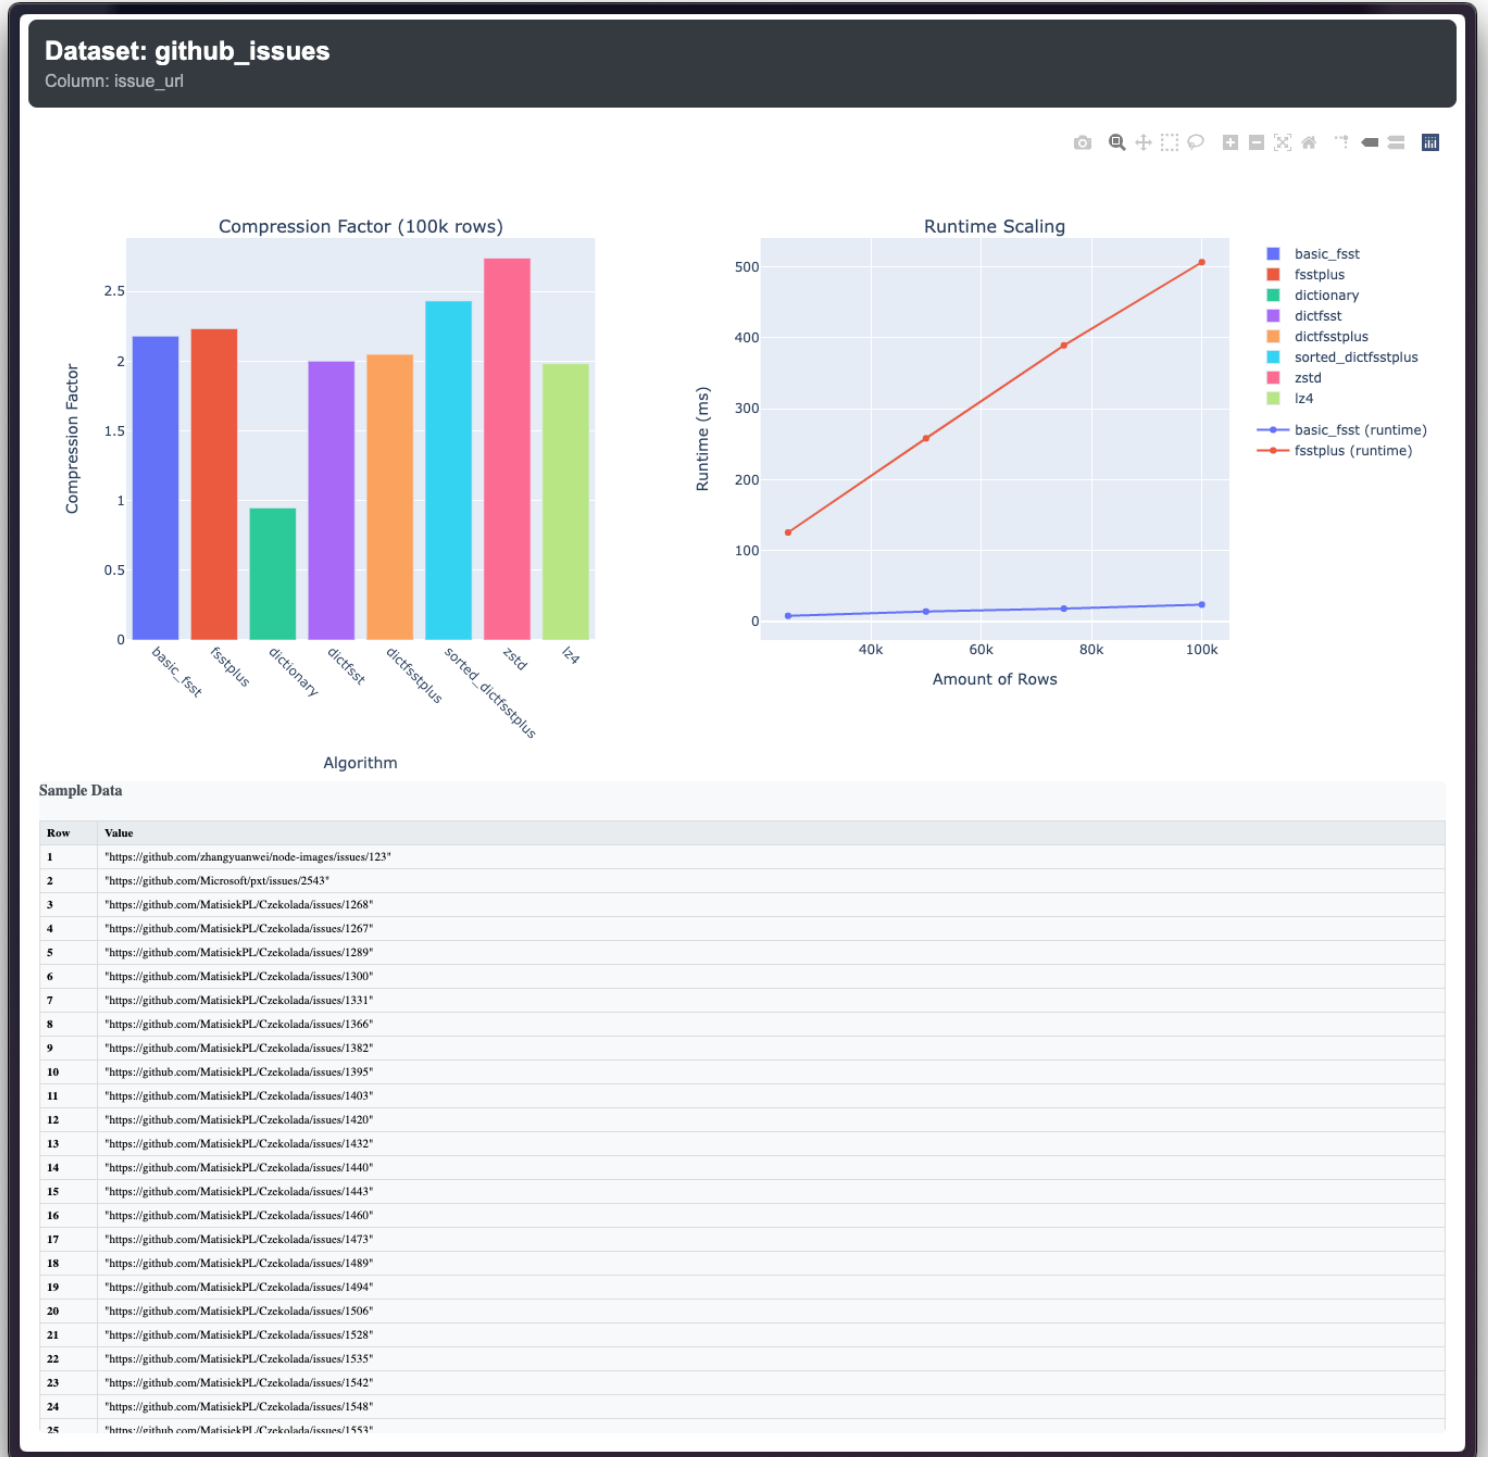 Dataset: github_issues
Column: issue_url
Compression Factor (100k rows)
2.5
2
1.5
1
0.5
0
Compression Factor
basic_fsst
fsstplus
dictionary
dictfsst
dictfsstplus
sorted_dictfsstplus
zstd
lz4
Algorithm
Runtime Scaling
500
400
300
200
100
0
Runtime (ms)
40k 60k 80k 100k
Amount of Rows
basic_fsst
fsstplus
dictionary
dictfsst
dictfsstplus
sorted_dictfsstplus
zstd
lz4
basic_fsst (runtime)
fsstplus (runtime)
Sample Data
Row Value
1 "https://github.com/zhangyuanwei/node-images/issues/123"
2 "https://github.com/Microsoft/pxt/issues/2543"
3 "https://github.com/MatisiekPL/Czekolada/issues/1268"
4 "https://github.com/MatisiekPL/Czekolada/issues/1267"
5 "https://github.com/MatisiekPL/Czekolada/issues/1289"
6 "https://github.com/MatisiekPL/Czekolada/issues/1300"
7 "https://github.com/MatisiekPL/Czekolada/issues/1331"
8 "https://github.com/MatisiekPL/Czekolada/issues/1366"
9 "https://github.com/MatisiekPL/Czekolada/issues/1382"
10 "https://github.com/MatisiekPL/Czekolada/issues/1395"
11 "https://github.com/MatisiekPL/Czekolada/issues/1403"
12 "https://github.com/MatisiekPL/Czekolada/issues/1420"
13 "https://github.com/MatisiekPL/Czekolada/issues/1432"
14 "https://github.com/MatisiekPL/Czekolada/issues/1440"
15 "https://github.com/MatisiekPL/Czekolada/issues/1443"
16 "https://github.com/MatisiekPL/Czekolada/issues/1460"
17 "https://github.com/MatisiekPL/Czekolada/issues/1473"
18 "https://github.com/MatisiekPL/Czekolada/issues/1489"
19 "https://github.com/MatisiekPL/Czekolada/issues/1494"
20 "https://github.com/MatisiekPL/Czekolada/issues/1506"
21 "https://github.com/MatisiekPL/Czekolada/issues/1528"
22 "https://github.com/MatisiekPL/Czekolada/issues/1535"
23 "https://github.com/MatisiekPL/Czekolada/issues/1542"
24 "https://github.com/MatisiekPL/Czekolada/issues/1548"
25 "https://github.com/MatisiekPL/Czekolada/issues/1553"